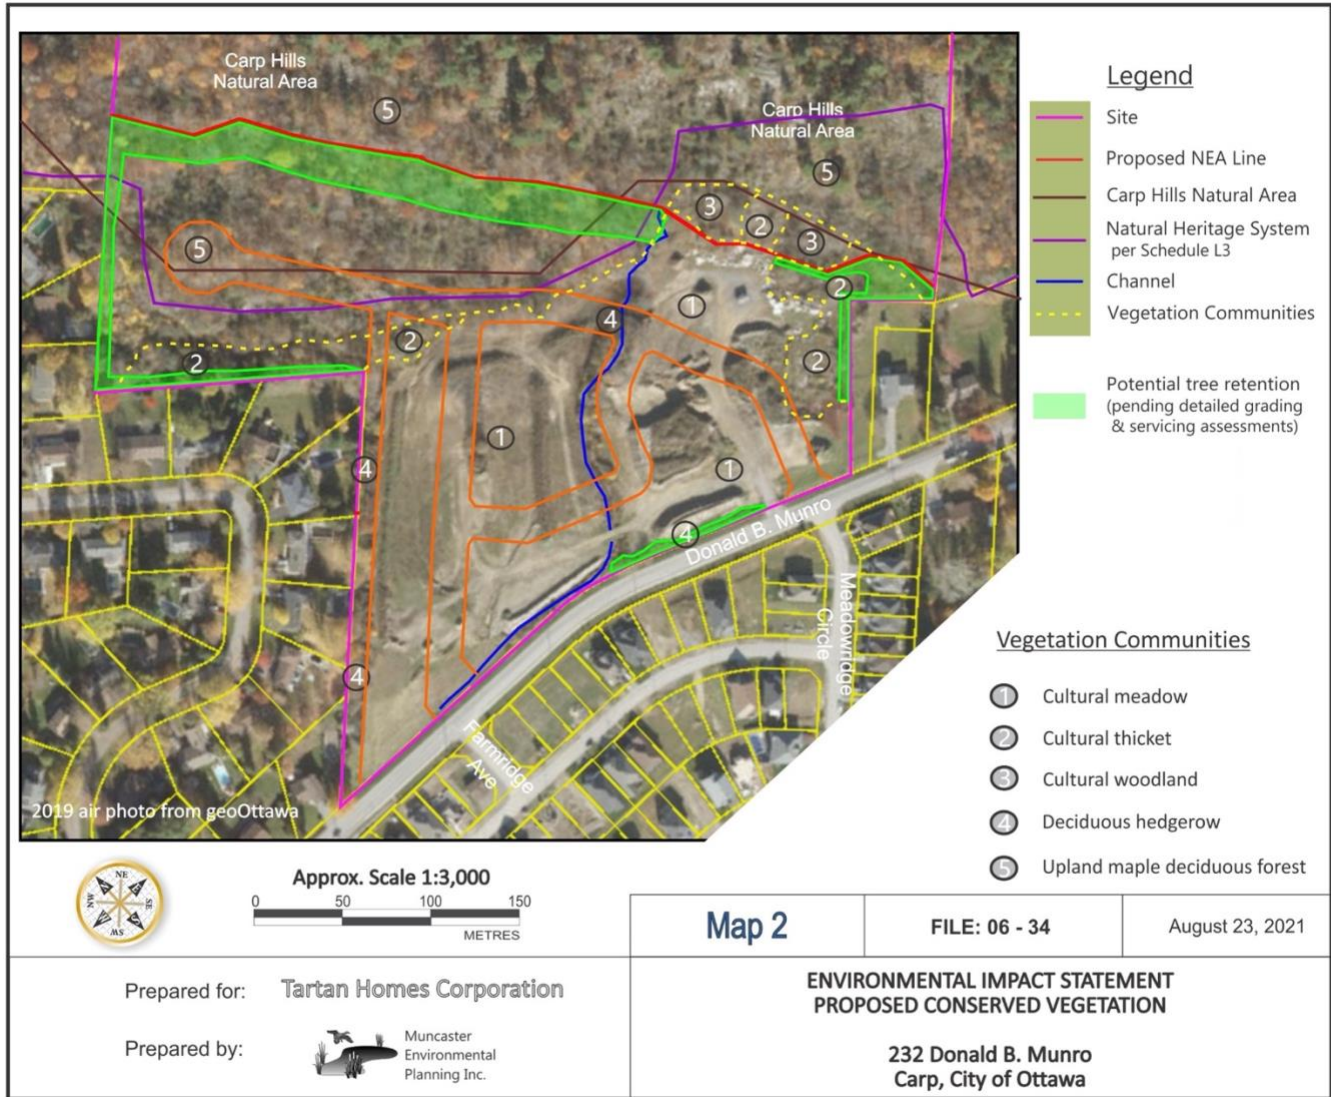 Carp Hills
Natural Area
5
Carp Hills
Natural Area
5
3
2
3
5
2
1
4
2
2
2
1
4
1
4
Donald B. Munro
Meadowridge
Circle
4
Farmridge
Ave
2019 air photo from geoOttawa
Legend
Site
Proposed NEA Line
Carp Hills Natural Area
Natural Heritage System
per Schedule L3
Channel
Vegetation Communities
Potential tree retention
(pending detailed grading
& servicing assessments)
Vegetation Communities
1 Cultural meadow
2 Cultural thicket
3 Cultural woodland
4 Deciduous hedgerow
5 Upland maple deciduous forest
NE
NW
SE
SW
Approx. Scale 1:3,000
0 50 100 150
METRES
Map 2
FILE: 06 - 34
August 23, 2021
Prepared for: Tartan Homes Corporation
Prepared by:
Muncaster
Environmental
Planning Inc.
ENVIRONMENTAL IMPACT STATEMENT
PROPOSED CONSERVED VEGETATION
232 Donald B. Munro
Carp, City of Ottawa